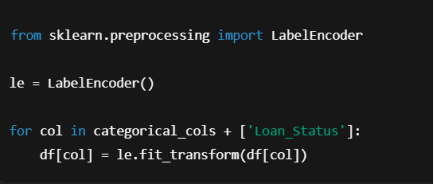 from sklearn.preprocessing import LabelEncoder
le = LabelEncoder()
for col in categorical_cols + ['Loan_Status']:
    df[col] = le.fit_transform(df[col])